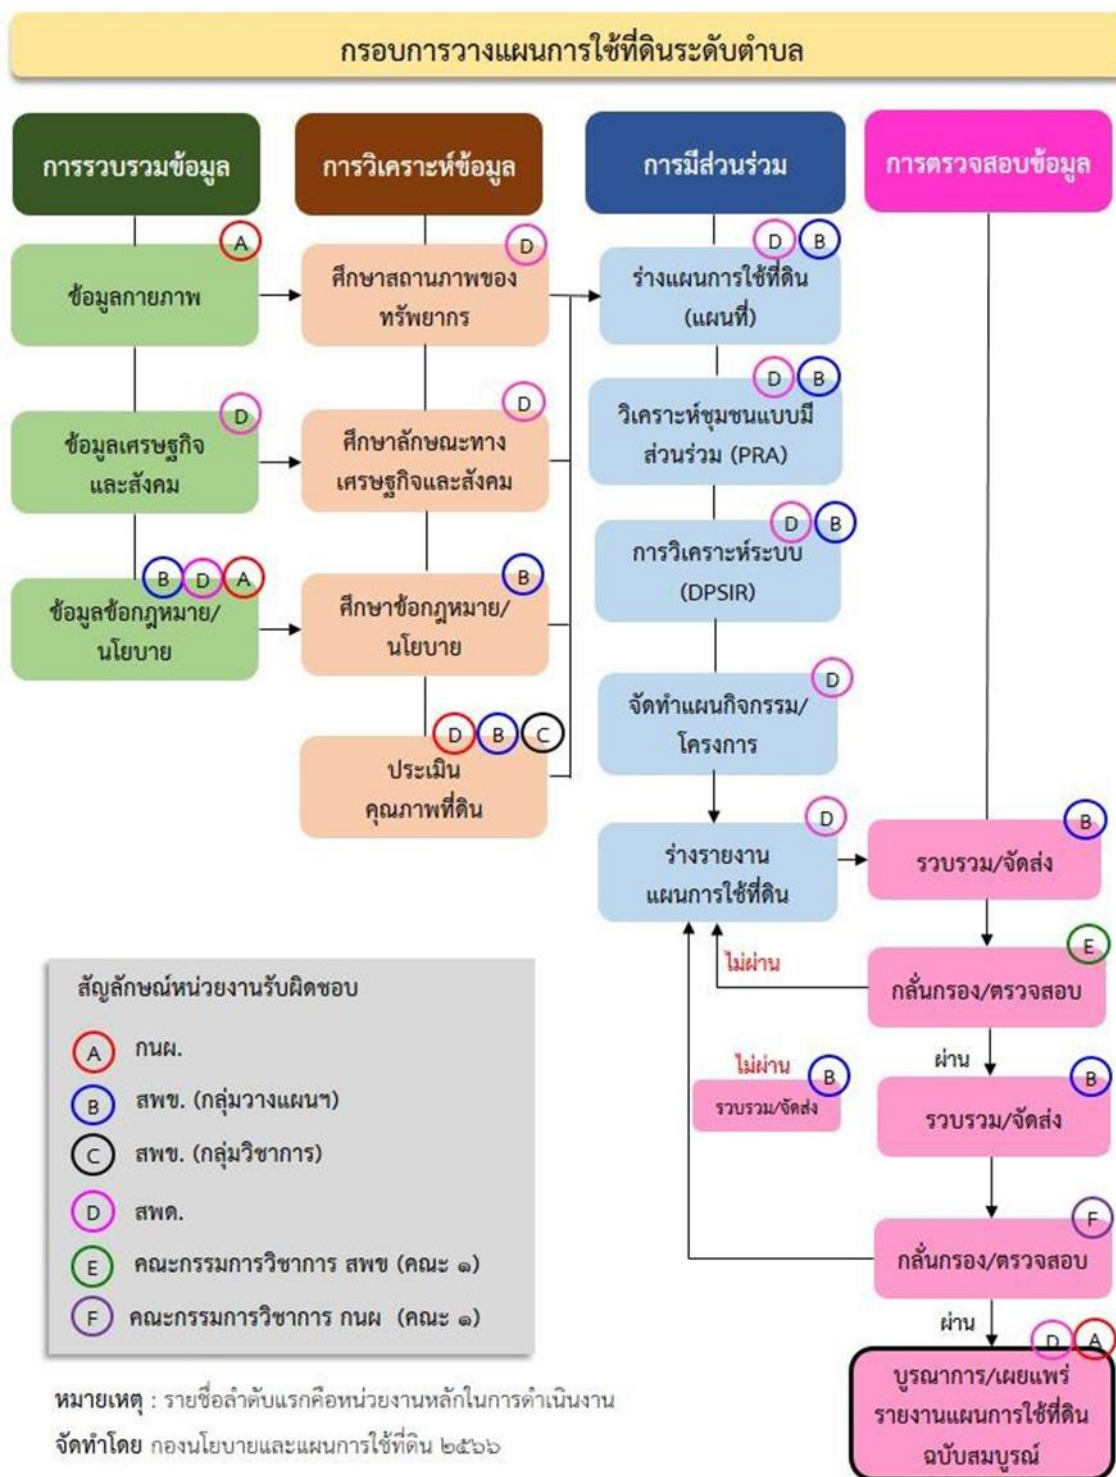 กรอบการวางแผนการใช้ที่ดินระดับตำบล
การรวบรวมข้อมูล
A
ข้อมูลกายภาพ
D
ข้อมูลเศรษฐกิจ
และสังคม
B D A
ข้อมูลข้อกฎหมาย/
นโยบาย
การวิเคราะห์ข้อมูล
D
ศึกษาสถานภาพของ
ทรัพยากร
D
ศึกษาลักษณะทาง
เศรษฐกิจและสังคม
B
ศึกษาข้อกฎหมาย/
นโยบาย
D B C
ประเมิน
คุณภาพที่ดิน
การมีส่วนร่วม
D B
ร่างแผนการใช้ที่ดิน
(แผนที่)
D B
วิเคราะห์ชุมชนแบบมี
ส่วนร่วม (PRA)
D B
การวิเคราะห์ระบบ
(DPSIR)
D
จัดทำแผนกิจกรรม/
โครงการ
D
ร่างรายงาน
แผนการใช้ที่ดิน
การตรวจสอบข้อมูล
B
รวบรวม/จัดส่ง
E
กลั่นกรอง/ตรวจสอบ
ไม่ผ่าน
ผ่าน
B
รวบรวม/จัดส่ง
F
กลั่นกรอง/ตรวจสอบ
ไม่ผ่าน
B
รวบรวม/จัดส่ง
ผ่าน
D A
บูรณาการ/เผยแพร่
รายงานแผนการใช้ที่ดิน
ฉบับสมบูรณ์
สัญลักษณ์หน่วยงานรับผิดชอบ
A กนผ.
B สพข. (กลุ่มวางแผนฯ)
C สพข. (กลุ่มวิชาการ)
D สพด.
E คณะกรรมการวิชาการ สพข (คณะ ๑)
F คณะกรรมการวิชาการ กนผ (คณะ ๑)
หมายเหตุ : รายชื่อลำดับแรกคือหน่วยงานหลักในการดำเนินงาน
จัดทำโดย กองนโยบายและแผนการใช้ที่ดิน ๒๕๖๖